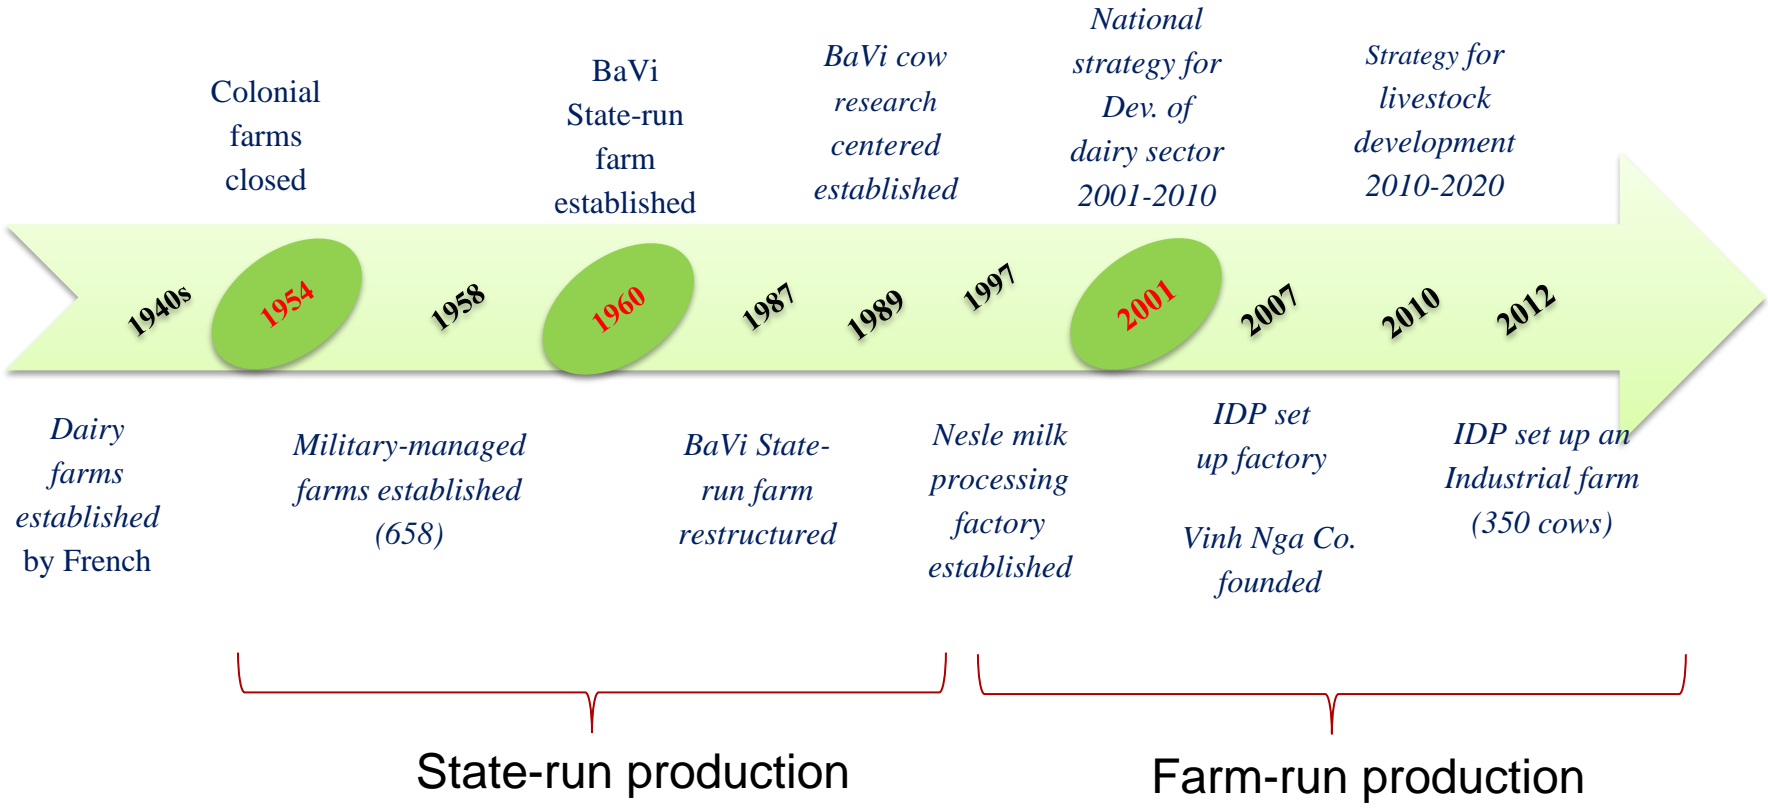 Colonial
farms
closed
BaVi
State-run
farm
established
BaVi cow
research
centered
established
National
strategy for
Dev. of
dairy sector
2001-2010
Strategy for
livestock
development
2010-2020
1940s
1954
1958
1960
1987
1989
1997
2001
2007
2010
2012
Dairy
farms
established
by French
Military-managed
farms established
(658)
BaVi State-
run farm
restructured
Nesle milk
processing
factory
established
IDP set
up factory
Vinh Nga Co.
founded
IDP set up an
Industrial farm
(350 cows)
State-run production
Farm-run production